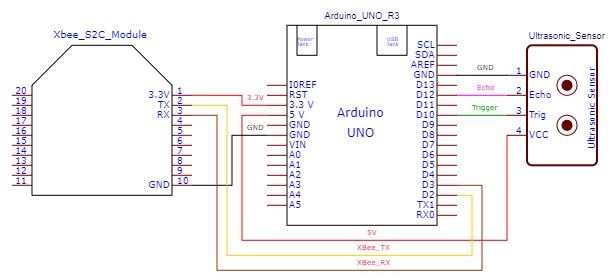 Xbee_S2C_Module
20
19
18
17
16
15
14
13
12
11
3.3V 1
TX 2
RX 3
4
5
6
7
8
9
GND 10
3.3V
GND
Arduino_UNO_R3
Power Jack
USB Jack
I0REF
RST
3.3 V
5 V
GND
GND
VIN
A0
A1
A2
A3
A4
A5
Arduino
UNO
SCL
SDA
AREF
GND
D13
D12
D11
D10
D9
D8
D7
D6
D5
D4
D3
D2
TX1
RX0
GND
Echo
Trigger
Ultrasonic_Sensor
1 GND
2 Echo
3 Trig
4 VCC
Ultrasonic Sensor
5V
XBee_TX
XBee_RX